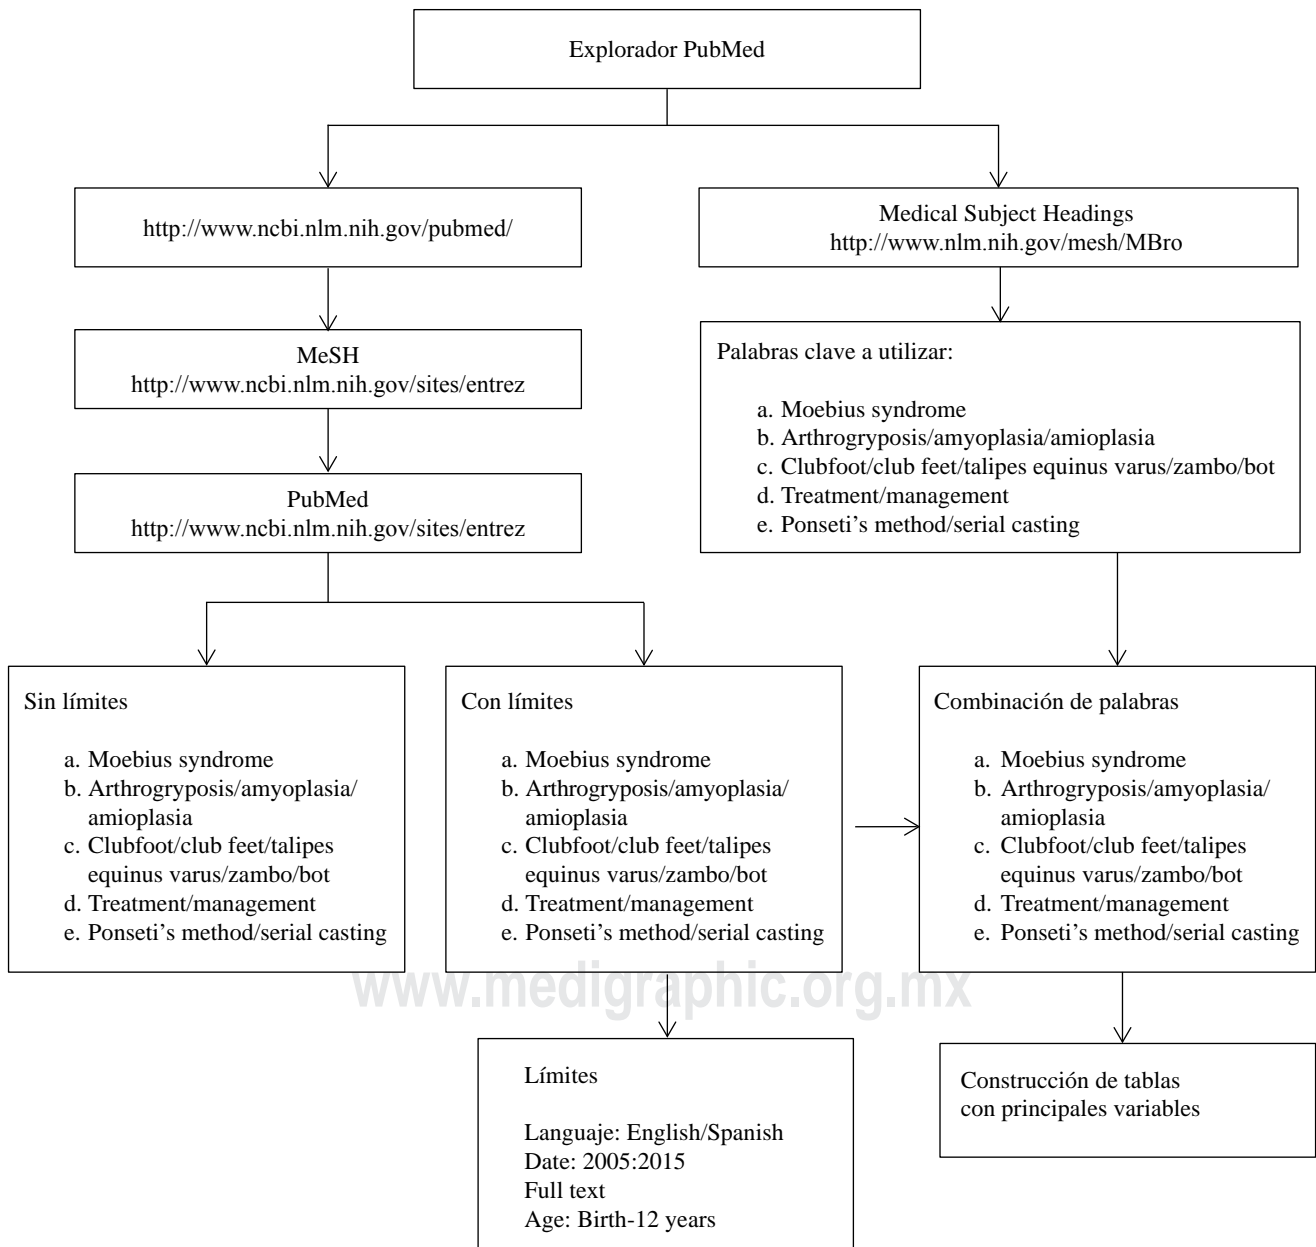 Explorador PubMed
http://www.ncbi.nlm.nih.gov/pubmed/
Medical Subject Headings
http://www.nlm.nih.gov/mesh/MBro
MeSH
http://www.ncbi.nlm.nih.gov/sites/entrez
Palabras clave a utilizar:
a. Moebius syndrome
b. Arthrogryposis/amyoplasia/amioplasia
c. Clubfoot/club feet/talipes equinus varus/zambo/bot
d. Treatment/management
e. Ponseti's method/serial casting
PubMed
http://www.ncbi.nlm.nih.gov/sites/entrez
Sin límites
a. Moebius syndrome
b. Arthrogryposis/amyoplasia/
amioplasia
c. Clubfoot/club feet/talipes
equinus varus/zambo/bot
d. Treatment/management
e. Ponseti's method/serial casting
Con límites
a. Moebius syndrome
b. Arthrogryposis/amyoplasia/
amioplasia
c. Clubfoot/club feet/talipes
equinus varus/zambo/bot
d. Treatment/management
e. Ponseti's method/serial casting
Combinación de palabras
a. Moebius syndrome
b. Arthrogryposis/amyoplasia/
amioplasia
c. Clubfoot/club feet/talipes
equinus varus/zambo/bot
d. Treatment/management
e. Ponseti's method/serial casting
www.medigraphic.org.mx
Límites
Languaje: English/Spanish
Date: 2005:2015
Full text
Age: Birth-12 years
Construcción de tablas
con principales variables